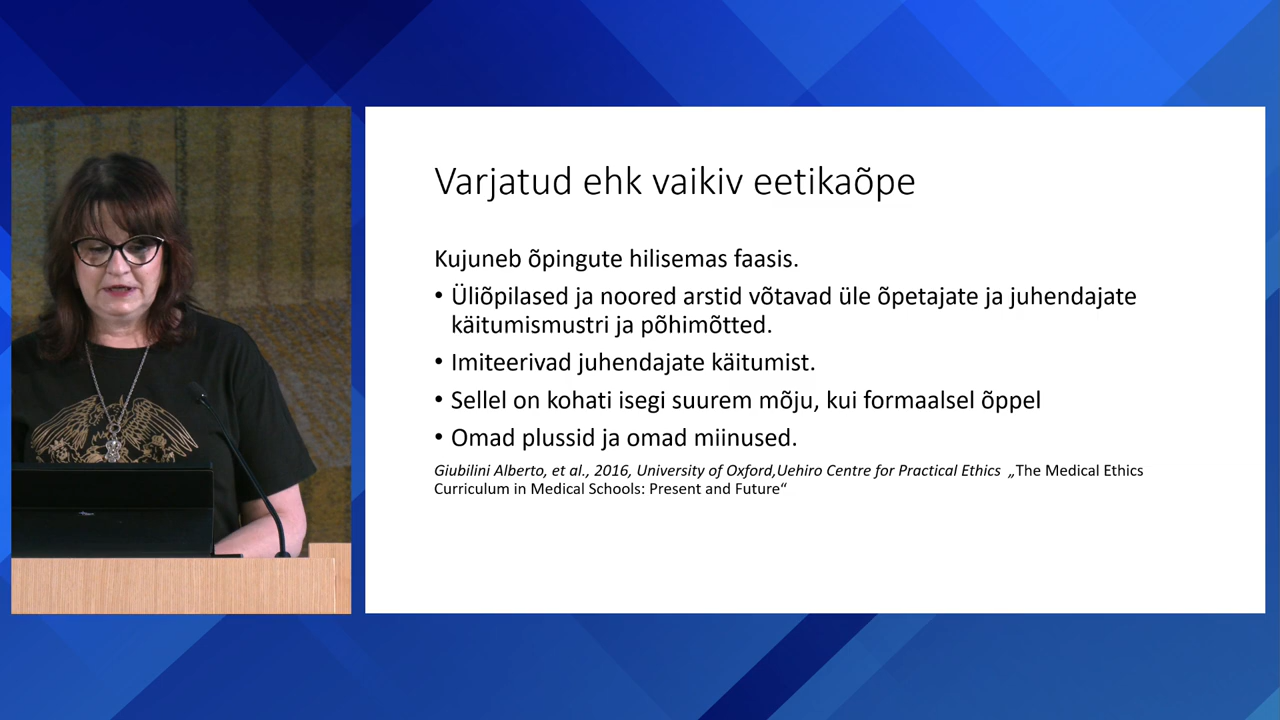 Varjatud ehk vaikiv eetikaõpe
Kujuneb õpingute hilisemas faasis.
• Üliõpilased ja noored arstid võtavad üle õpetajate ja juhendajate
käitumismustri ja põhimõtted.
• Imiteerivad juhendajate käitumist.
• Sellel on kohati isegi suurem mõju, kui formaalsel õppel
• Omad plussid ja omad miinused.
Giubilini Alberto, et al., 2016, University of Oxford,Uehiro Centre for Practical Ethics „The Medical Ethics
Curriculum in Medical Schools: Present and Future“